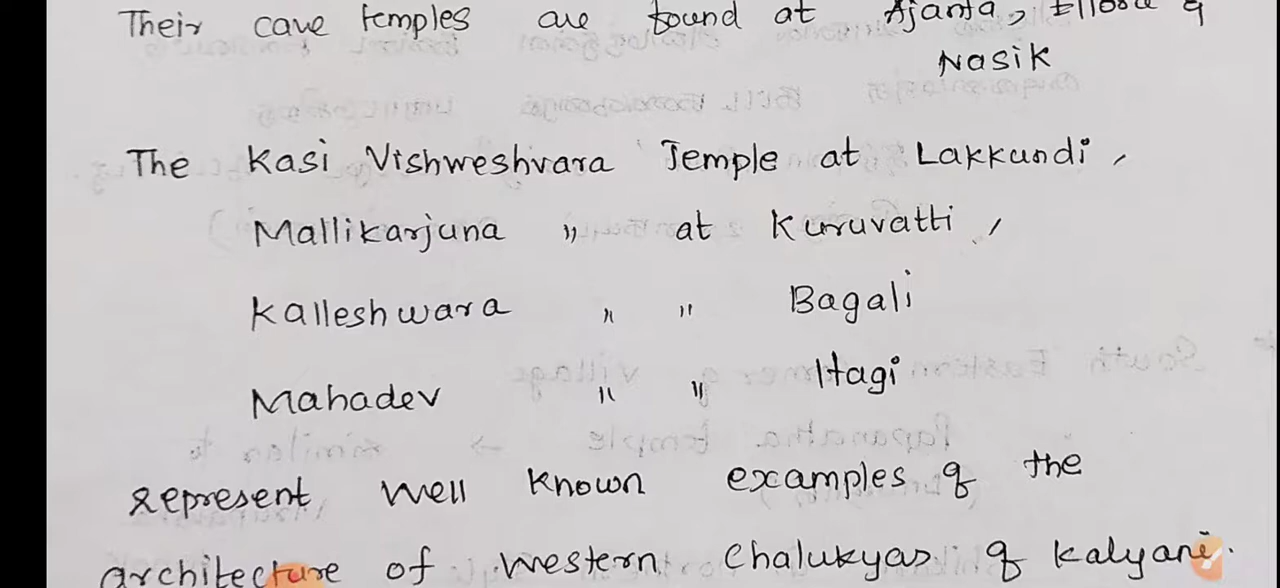 Their cave temples are found at Ajanta, Ellora &
Nasik
The Kasi Vishweshvara Temple at Lakkundi,
Mallikarjuna " at Kuruvatti,
Kalleshwara " " Bagali
Mahadev " " Itagi
represent well known examples of the
architecture of western Chalukyas of Kalyani.